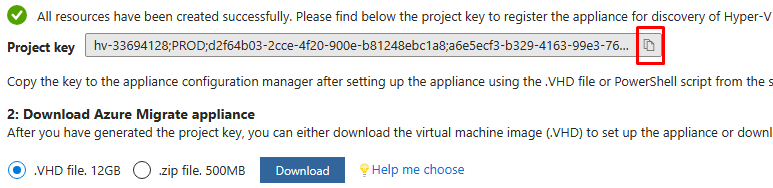 All resources have been created successfully. Please find below the project key to register the appliance for discovery of Hyper-V
Project key hv-33694128;PROD;d2f64b03-2cce-4f20-900e-b81248ebc1a8;a6e5ecf3-b329-4163-99e3-76...
Copy the key to the appliance configuration manager after setting up the appliance using the .VHD file or PowerShell script from the s
2: Download Azure Migrate appliance
After you have generated the project key, you can either download the virtual machine image (.VHD) to set up the appliance or downl
.VHD file. 12GB .zip file. 500MB Download Help me choose